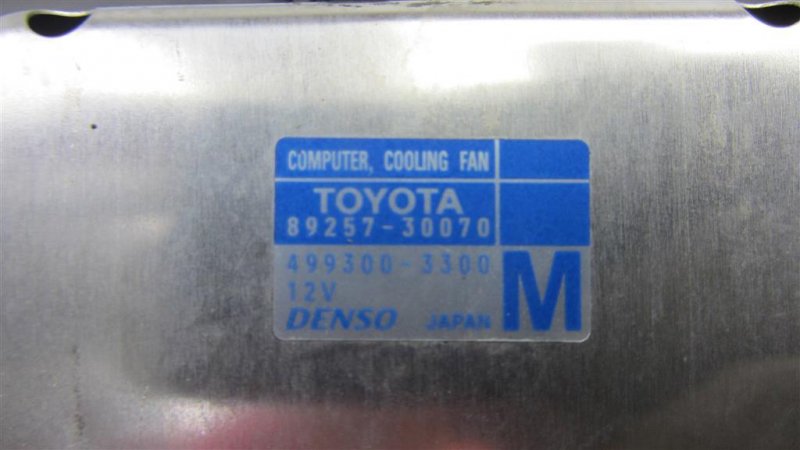 COMPUTER, COOLING FAN
TOYOTA
89257-30070
499300-3300
12V
DENSO JAPAN
M